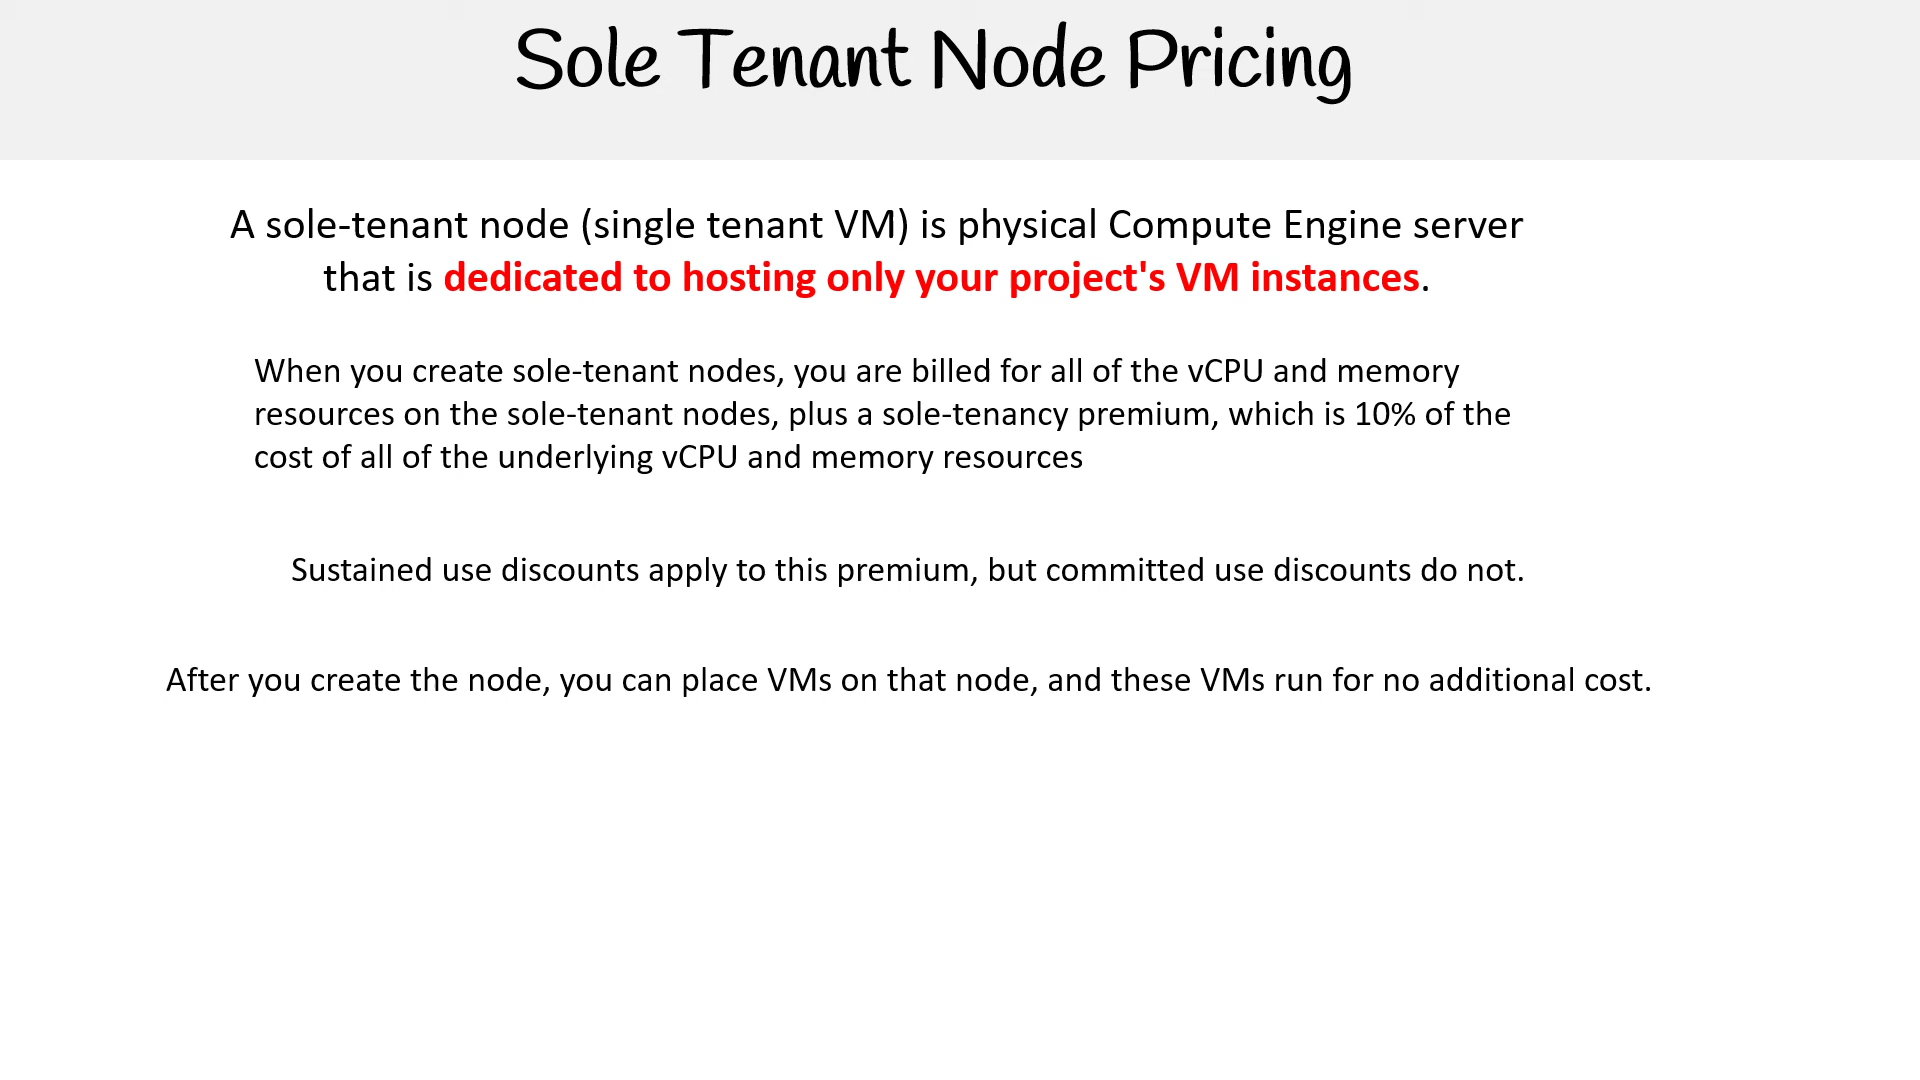 Sole Tenant Node Pricing
A sole-tenant node (single tenant VM) is physical Compute Engine server
that is dedicated to hosting only your project's VM instances.
When you create sole-tenant nodes, you are billed for all of the vCPU and memory
resources on the sole-tenant nodes, plus a sole-tenancy premium, which is 10% of the
cost of all of the underlying vCPU and memory resources
Sustained use discounts apply to this premium, but committed use discounts do not.
After you create the node, you can place VMs on that node, and these VMs run for no additional cost.